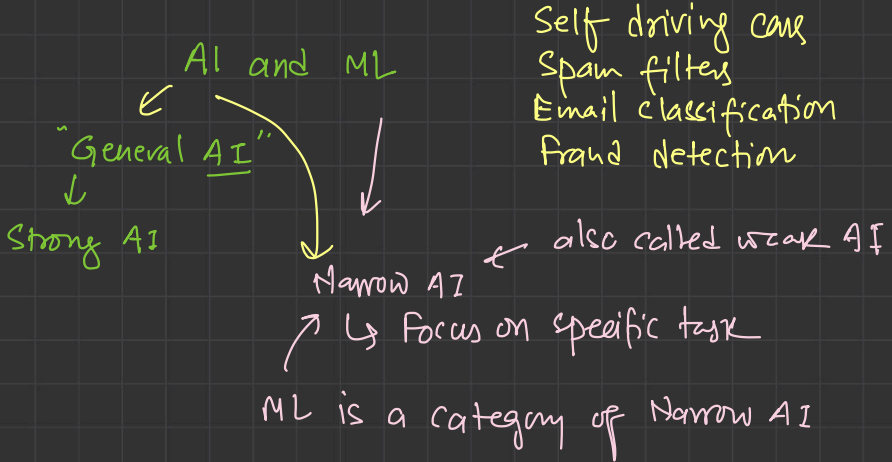 AI and ML
"General AI"
Strong AI
Self driving cars
Spam filters
Email classification
Fraud detection
also called weak AI
Narrow AI
Focus on specific task
ML is a category of Narrow AI